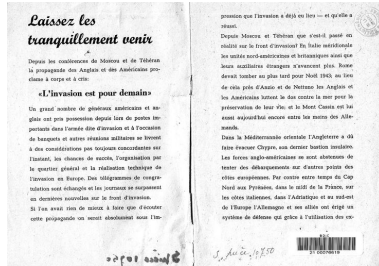 Laissez les
tranquillement venir
Depuis les conférences de Moscou et de Téhéran
la propagande des Anglais et des Américains pro-
clame à corps et à cris:
«L'invasion est pour demain»
Un grand nombre de généraux américains et an-
glais ont pris possession depuis lors de postes im-
portants dans l'armée dite d'invasion et à l'occasion
de banquets et autres réunions militaires se livrent
à des considérations pas toujours concordantes sur
l'instant, les chances de succès, l'organisation par
le quartier général et la réalisation technique de
l'invasion en Europe. Des télégrammes de congra-
tulation sont échangés et les journaux se surpassent
en dernières nouvelles sur le front d'invasion.
Si l'on avait rien de mieux à faire que d'écouter
cette propagande on serait absolument sous l'im-
pression que l'invasion a déjà eu lieu — et qu'elle a
réussi.
Depuis Moscou et Téhéran que s'est-il passé en
réalité sur le front d'invasion? En Italie méridionale
les unités nord-américaines et britanniques ainsi que
leurs auxiliaires étrangers n'avancent plus. Rome
devait tomber au plus tard pour Noël 1943; au lieu
de cela près d'Anzio et de Nettuno les Anglais et
les Américains luttent le dos contre la mer pour la
préservation de leur vie; et le Mont Cassin est lui
aussi aujourd'hui encore entre les mains des Alle-
mands.
Dans la Méditerranée orientale l'Angleterre a dû
faire évacuer Chypre, son dernier bastion insulaire.
Les forces anglo-américaines se sont abstenues de
tenter des débarquements sur d'autres points des
côtes européennes. Par contre entre temps du Cap
Nord aux Pyrénées, dans le midi de la France, sur
les côtes italiennes, dans l'Adriatique et au sud-est
de l'Europe l'Allemagne et ses alliés ont érigé un
système de défense qui grâce à l'utilisation des ex-